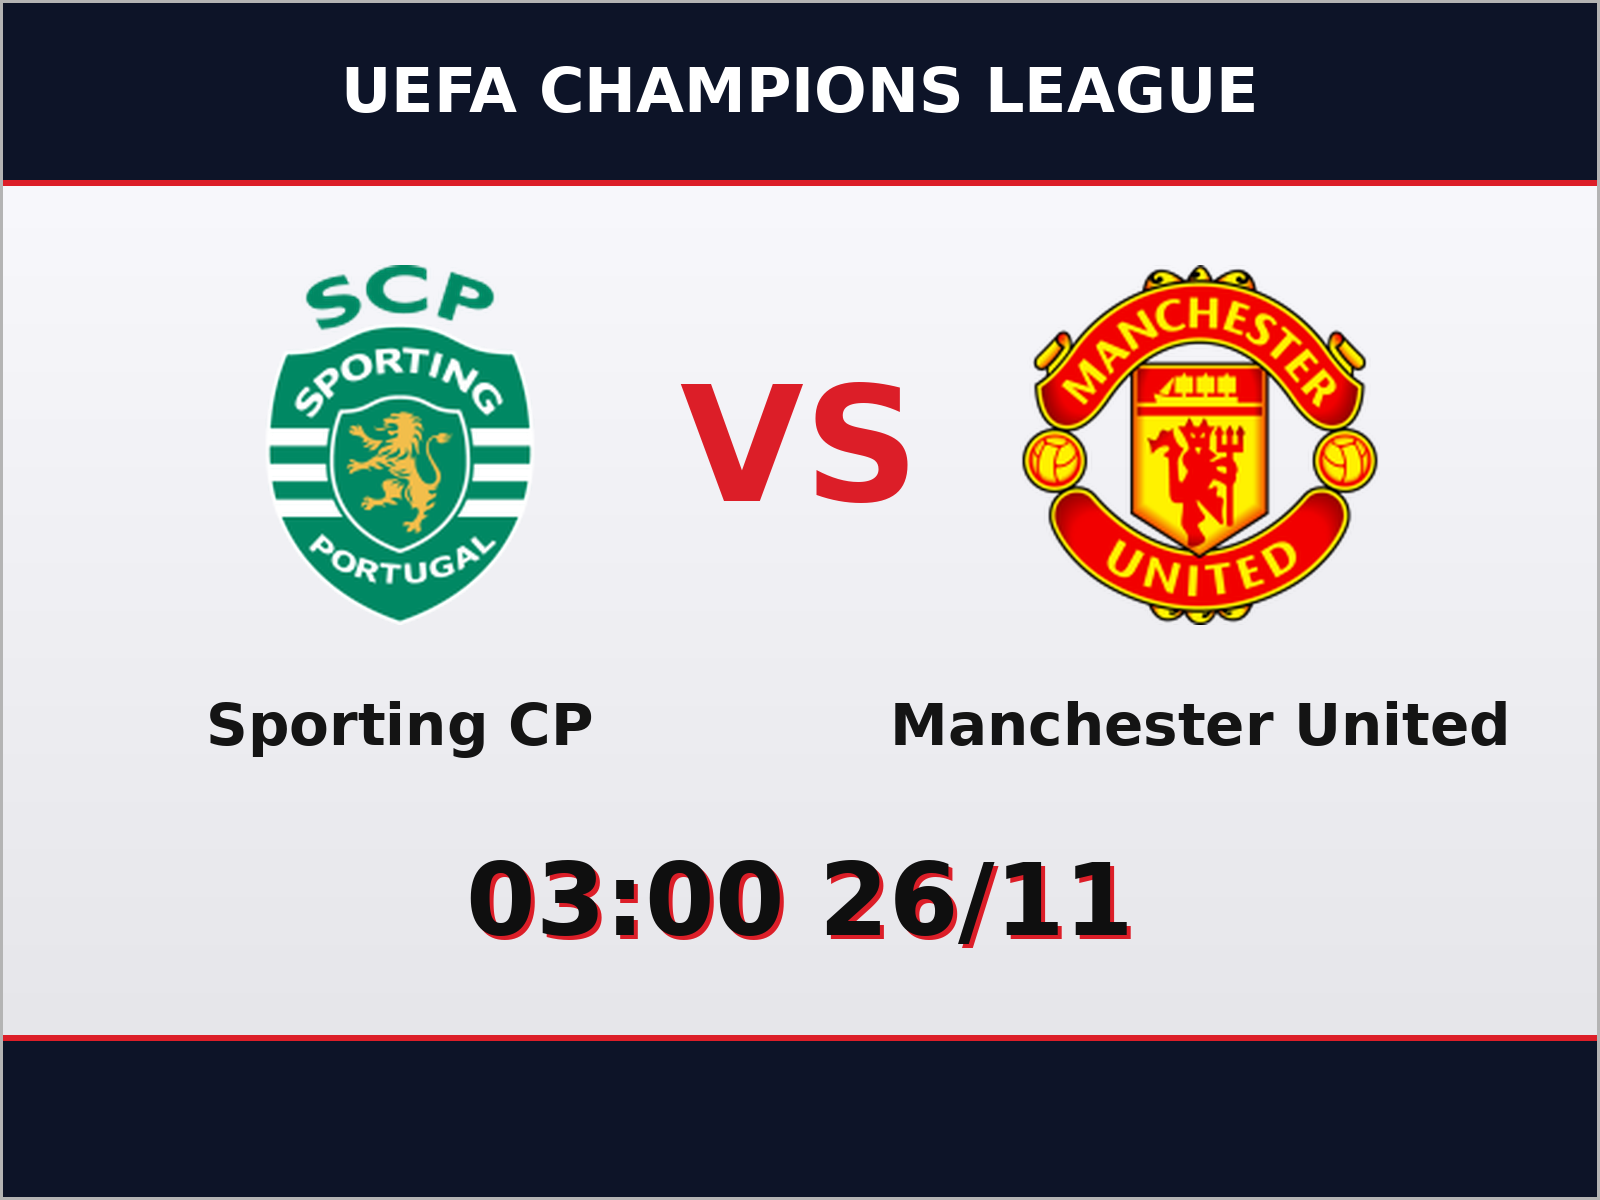 UEFA CHAMPIONS LEAGUE
SCP
SPORTING
PORTUGAL
VS
MANCHESTER
UNITED
Sporting CP
Manchester United
03:00 26/11